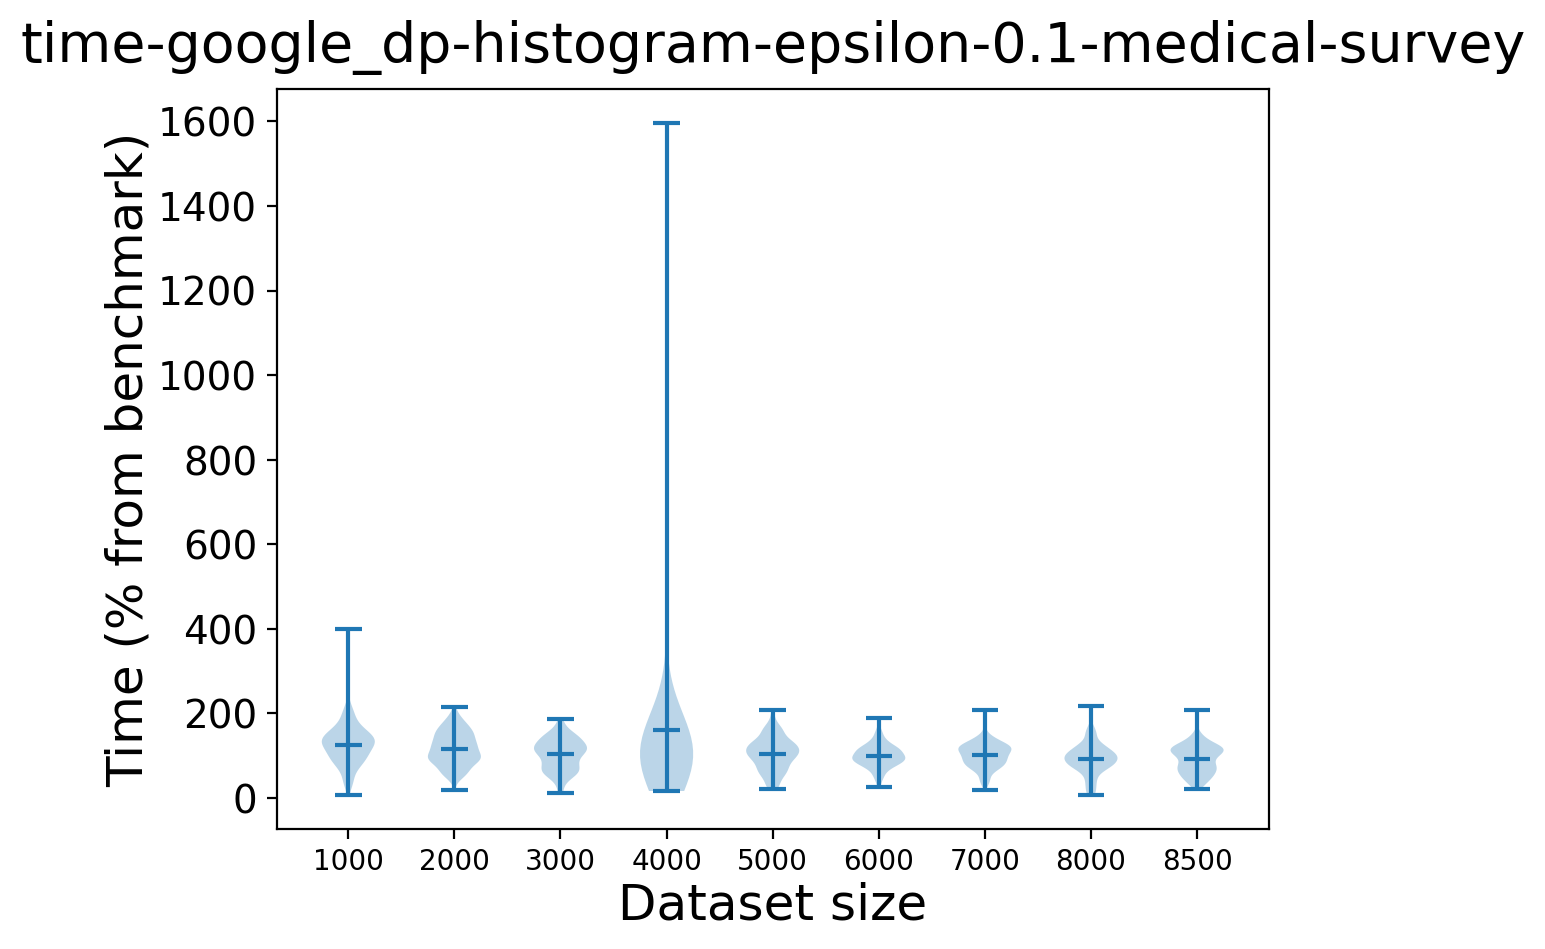 time-google_dp-histogram-epsilon-0.1-medical-survey
Time (% from benchmark)
1600
1400
1200
1000
800
600
400
200
0
1000 2000 3000 4000 5000 6000 7000 8000 8500
Dataset size